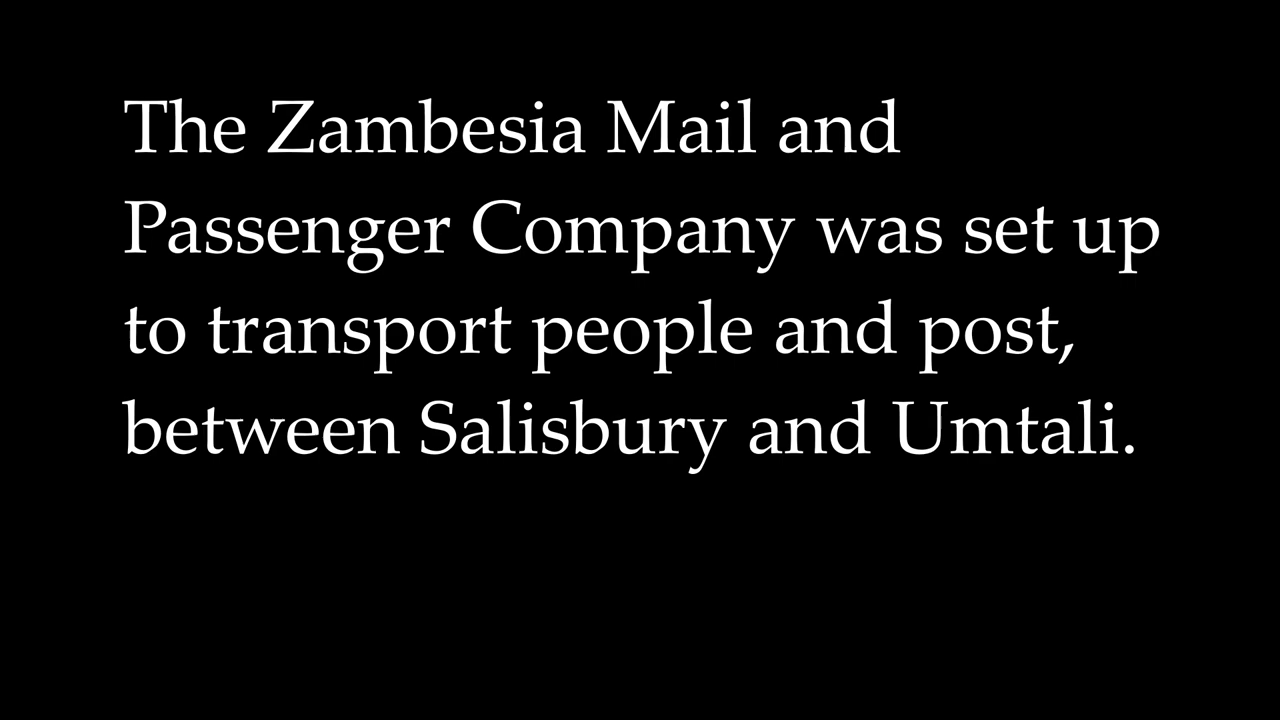 The Zambesia Mail and
Passenger Company was set up
to transport people and post,
between Salisbury and Umtali.